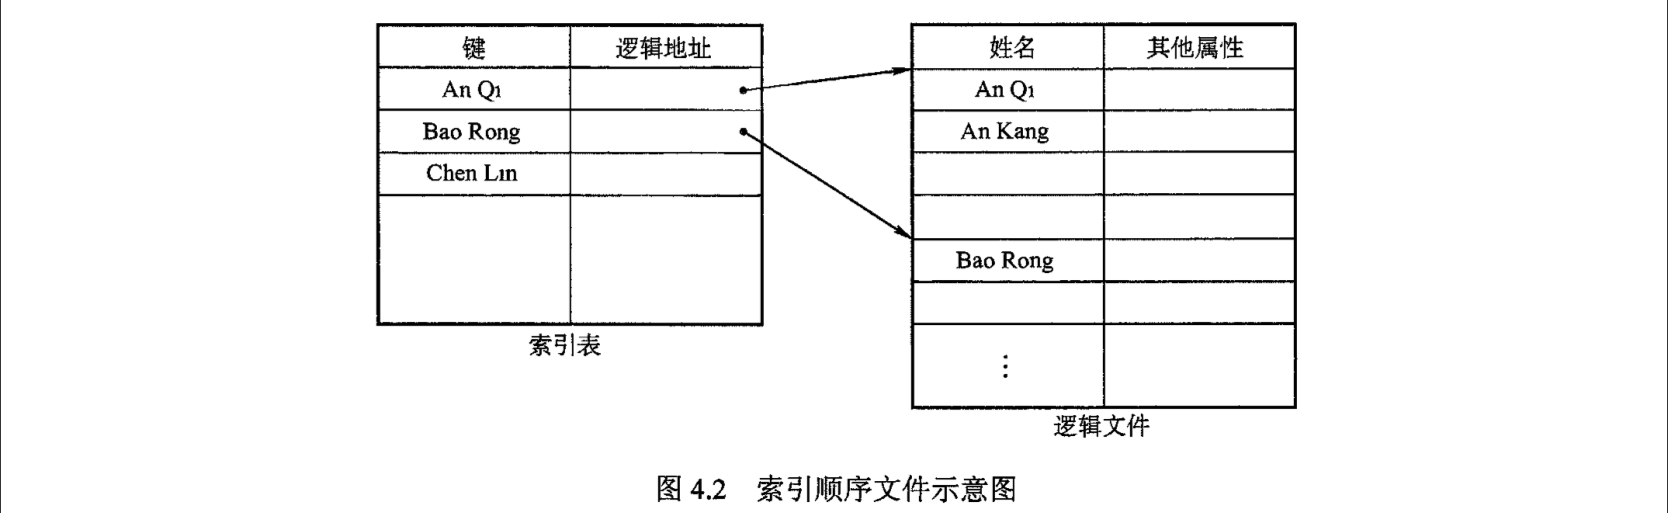 键 逻辑地址
An Qi
Bao Rong
Chen Lin
索引表
姓名 其他属性
An Qi
An Kang
Bao Rong
⋮
逻辑文件
图 4.2 索引顺序文件示意图